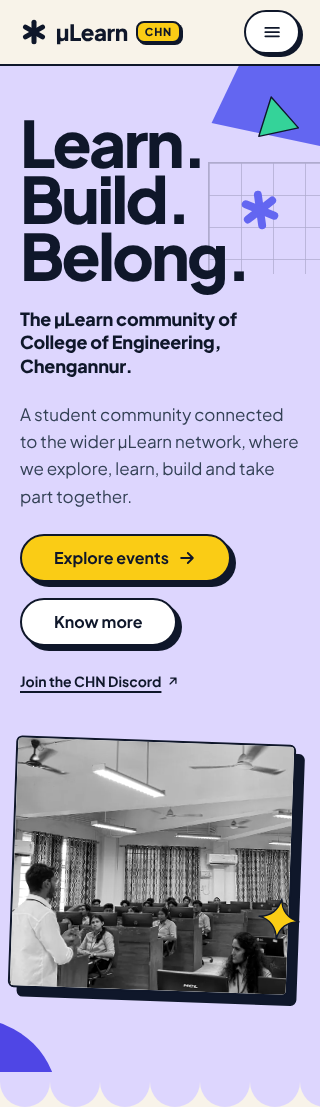 µLearn CHN
Learn.
Build.
Belong.
The µLearn community of
College of Engineering,
Chengannur.
A student community connected
to the wider µLearn network, where
we explore, learn, build and take
part together.
Explore events →
Know more
Join the CHN Discord ↗